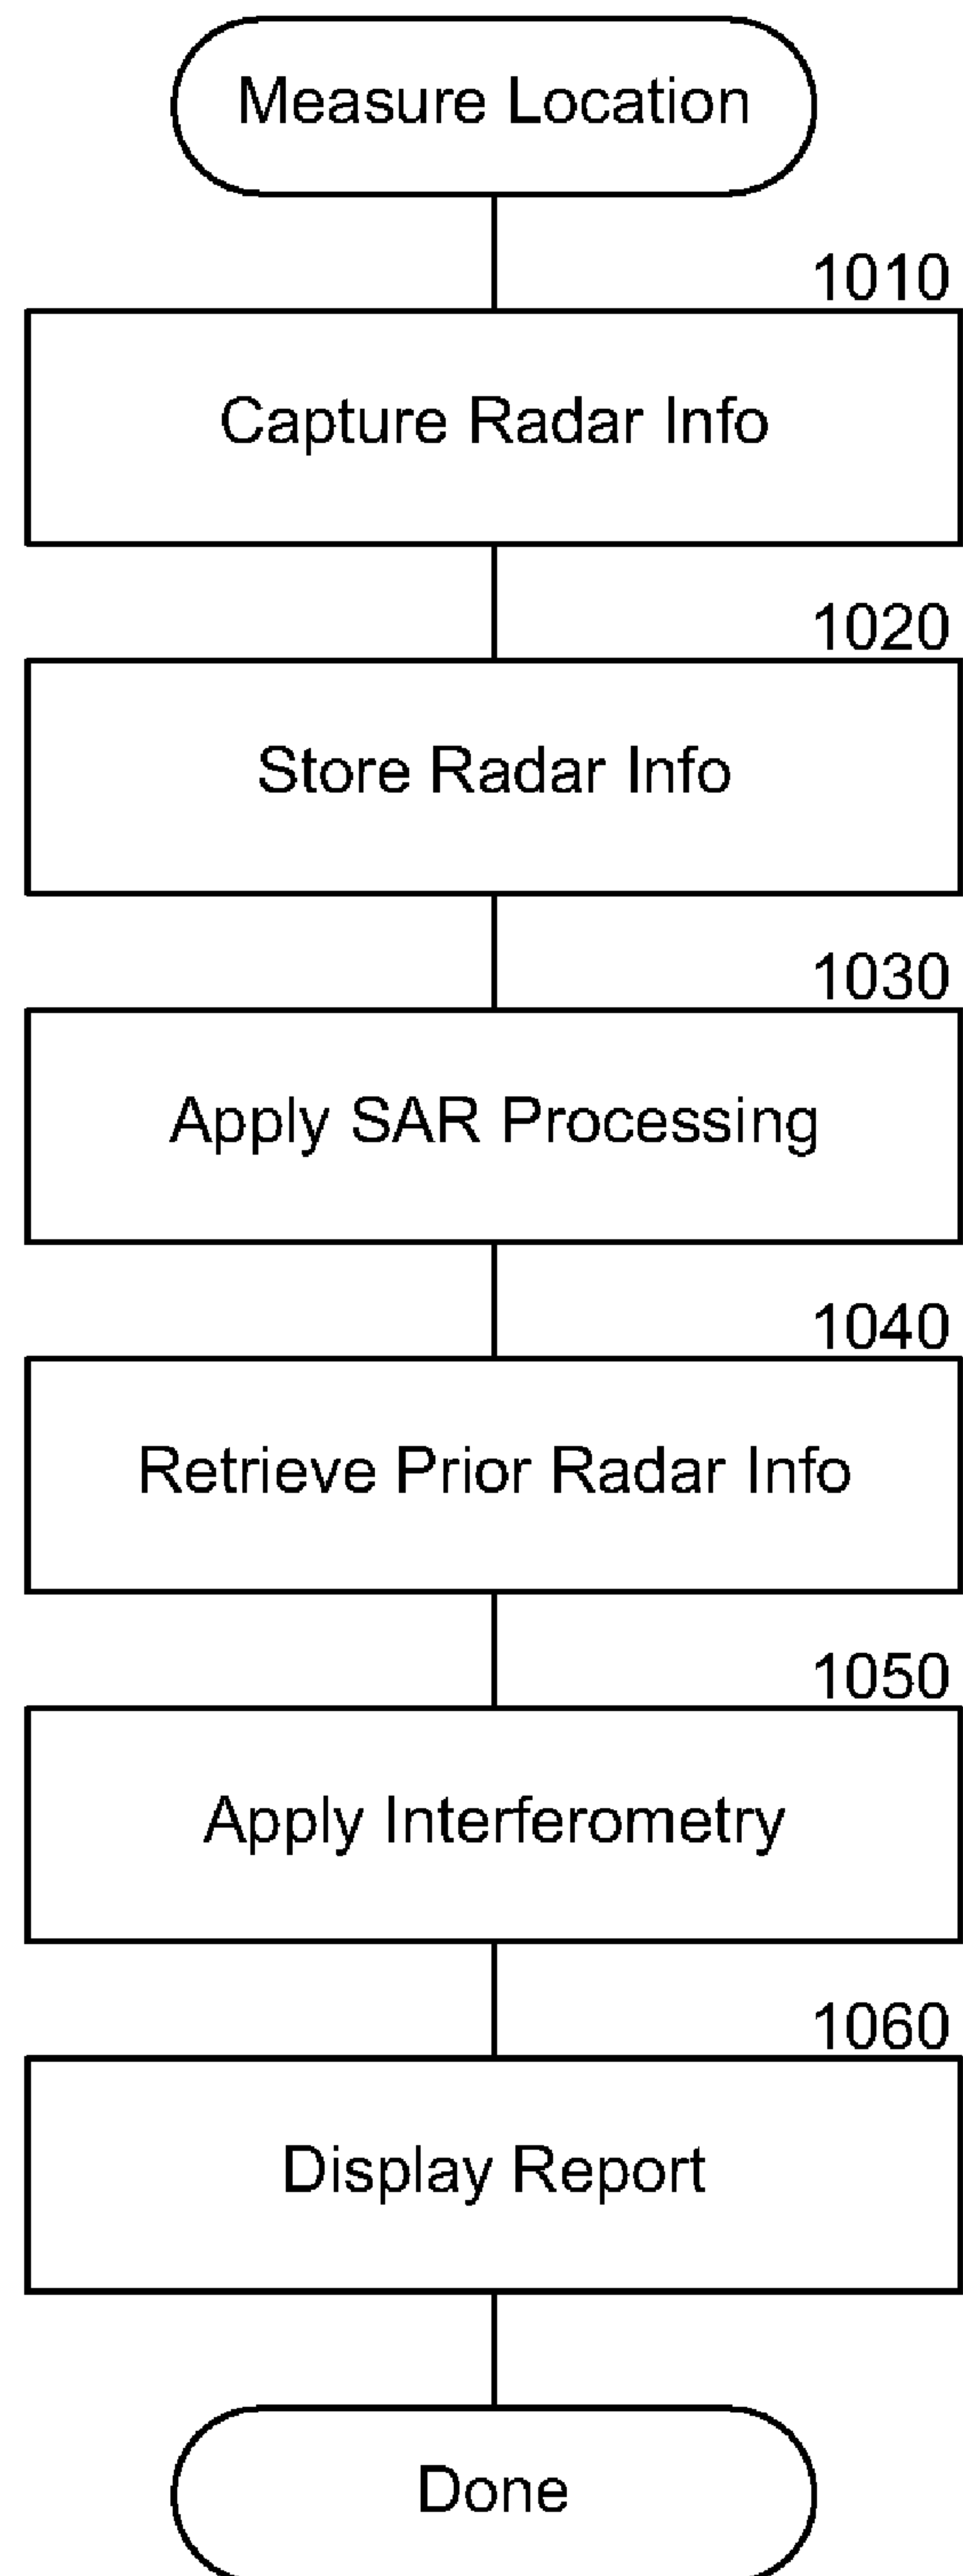 Measure Location
1010
Capture Radar Info
1020
Store Radar Info
1030
Apply SAR Processing
1040
Retrieve Prior Radar Info
1050
Apply Interferometry
1060
Display Report
Done